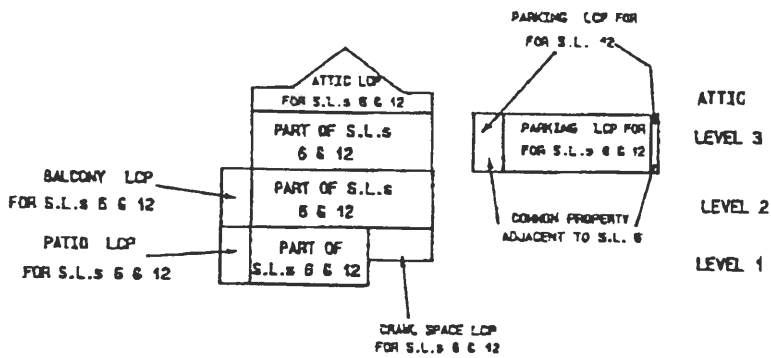 PARKING LCP FOR
FOR S.L. 12
ATTIC LCP
FOR S.L.s 6 & 12
PART OF S.L.s
6 & 12
PARKING LCP FOR
FOR S.L.s 6 & 12
ATTIC
LEVEL 3
BALCONY LCP
FOR S.L.s 6 & 12
PART OF S.L.s
6 & 12
LEVEL 2
COMMON PROPERTY
ADJACENT TO S.L. 6
PATIO LCP
FOR S.L.s 6 & 12
PART OF
S.L.s 6 & 12
LEVEL 1
CRAWL SPACE LCP
FOR S.L.s 6 & 12